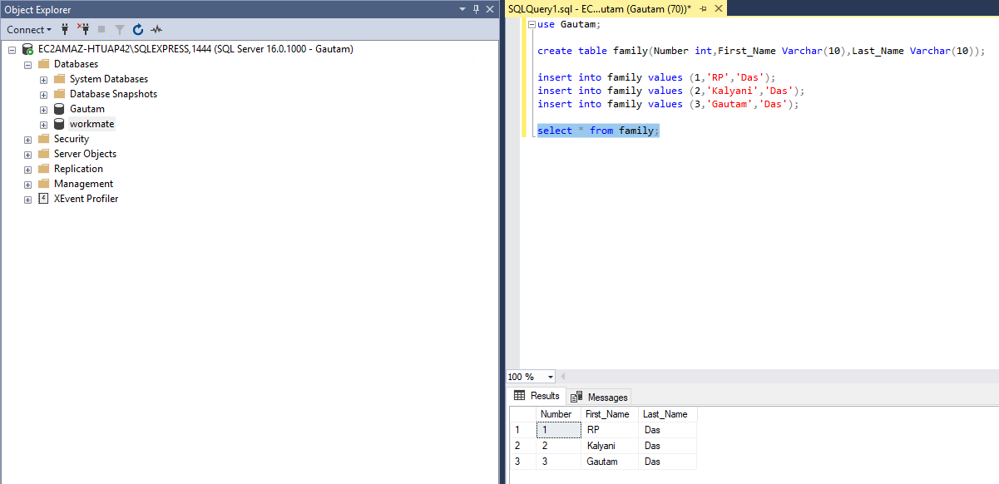 Object Explorer
Connect
EC2AMAZ-HTUAP42\SQLEXPRESS,1444 (SQL Server 16.0.1000 - Gautam)
Databases
System Databases
Database Snapshots
Gautam
workmate
Security
Server Objects
Replication
Management
XEvent Profiler
SQLQuery1.sql - EC...utam (Gautam (70))*
use Gautam;
create table family(Number int,First_Name Varchar(10),Last_Name Varchar(10));
insert into family values (1,'RP','Das');
insert into family values (2,'Kalyani','Das');
insert into family values (3,'Gautam','Das');
select * from family;
100 %
Results Messages
Number First_Name Last_Name
1 1 RP Das
2 2 Kalyani Das
3 3 Gautam Das